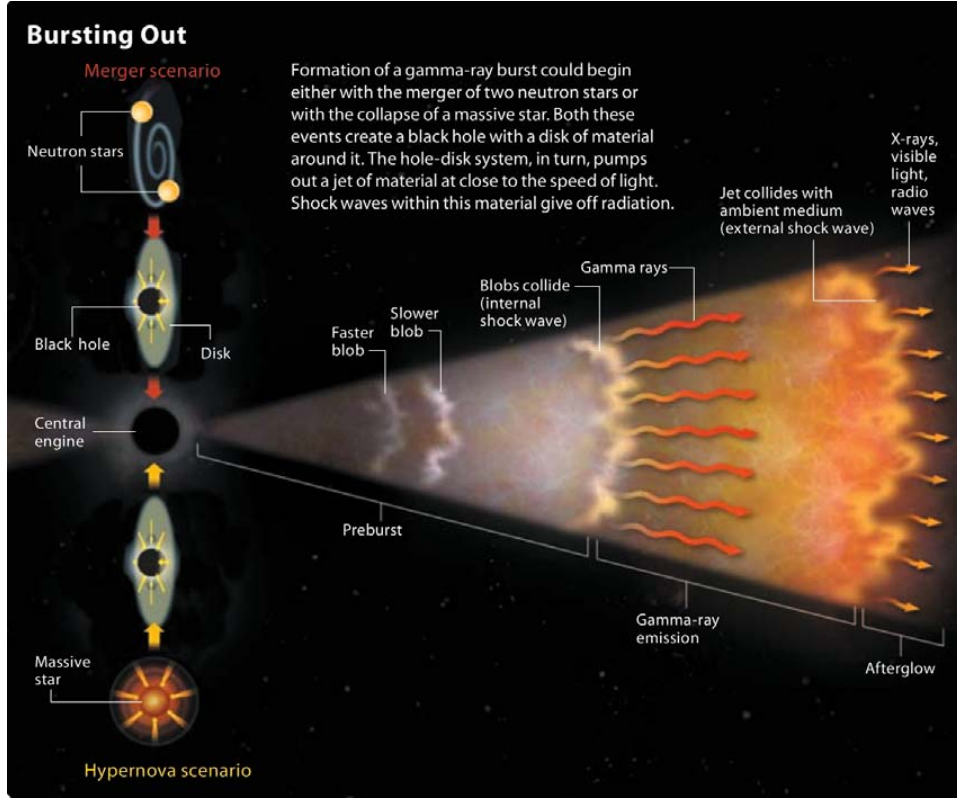 Bursting Out
Merger scenario
Formation of a gamma-ray burst could begin
either with the merger of two neutron stars or
with the collapse of a massive star. Both these
events create a black hole with a disk of material
around it. The hole-disk system, in turn, pumps
out a jet of material at close to the speed of light.
Shock waves within this material give off radiation.
Neutron stars
X-rays,
visible
light,
radio
waves
Jet collides with
ambient medium
(external shock wave)
Gamma rays
Blobs collide
(internal
shock wave)
Slower
blob
Faster
blob
Black hole
Disk
Central
engine
Preburst
Gamma-ray
emission
Afterglow
Massive
star
Hypernova scenario